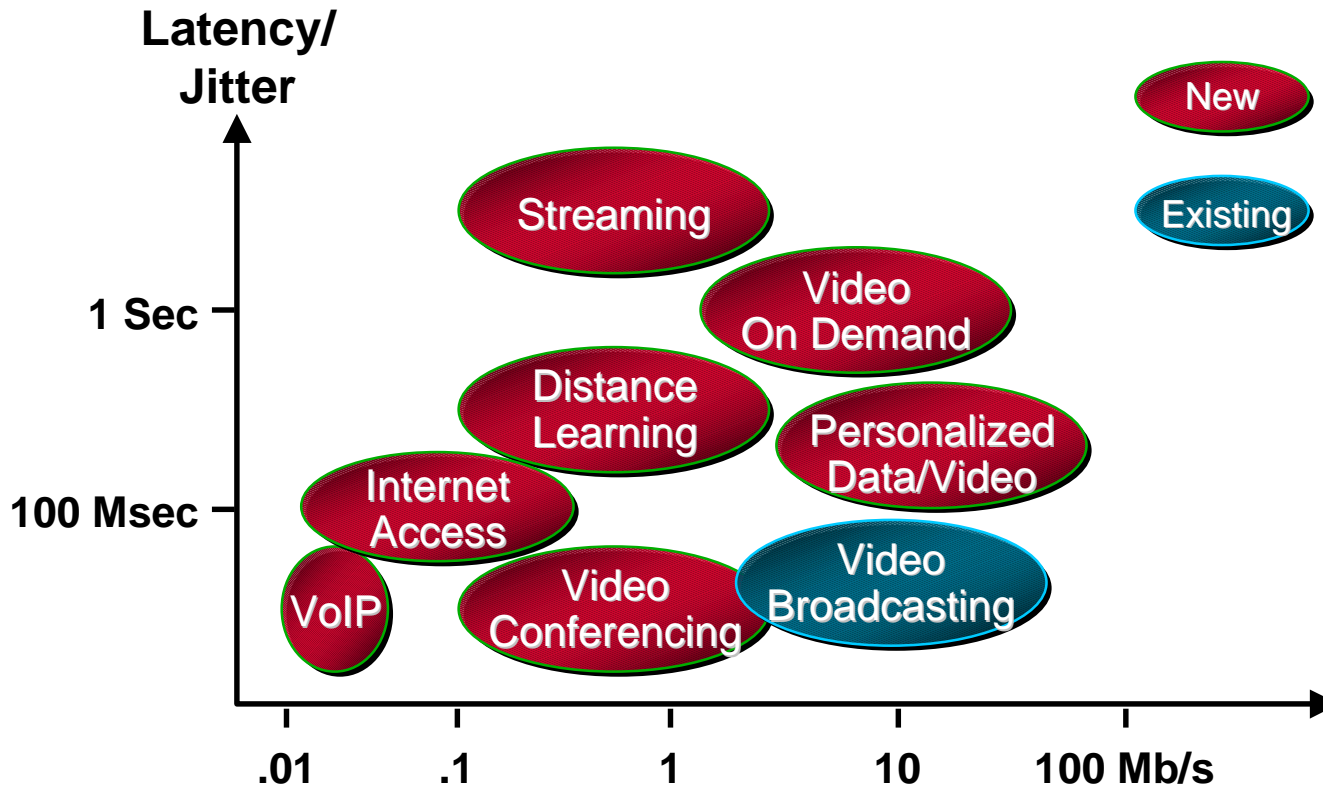 Latency/
Jitter
New
Existing
Streaming
1 Sec
Video
On Demand
Distance
Learning
Personalized
Data/Video
100 Msec
Internet
Access
VoIP
Video
Conferencing
Video
Broadcasting
.01
.1
1
10
100 Mb/s